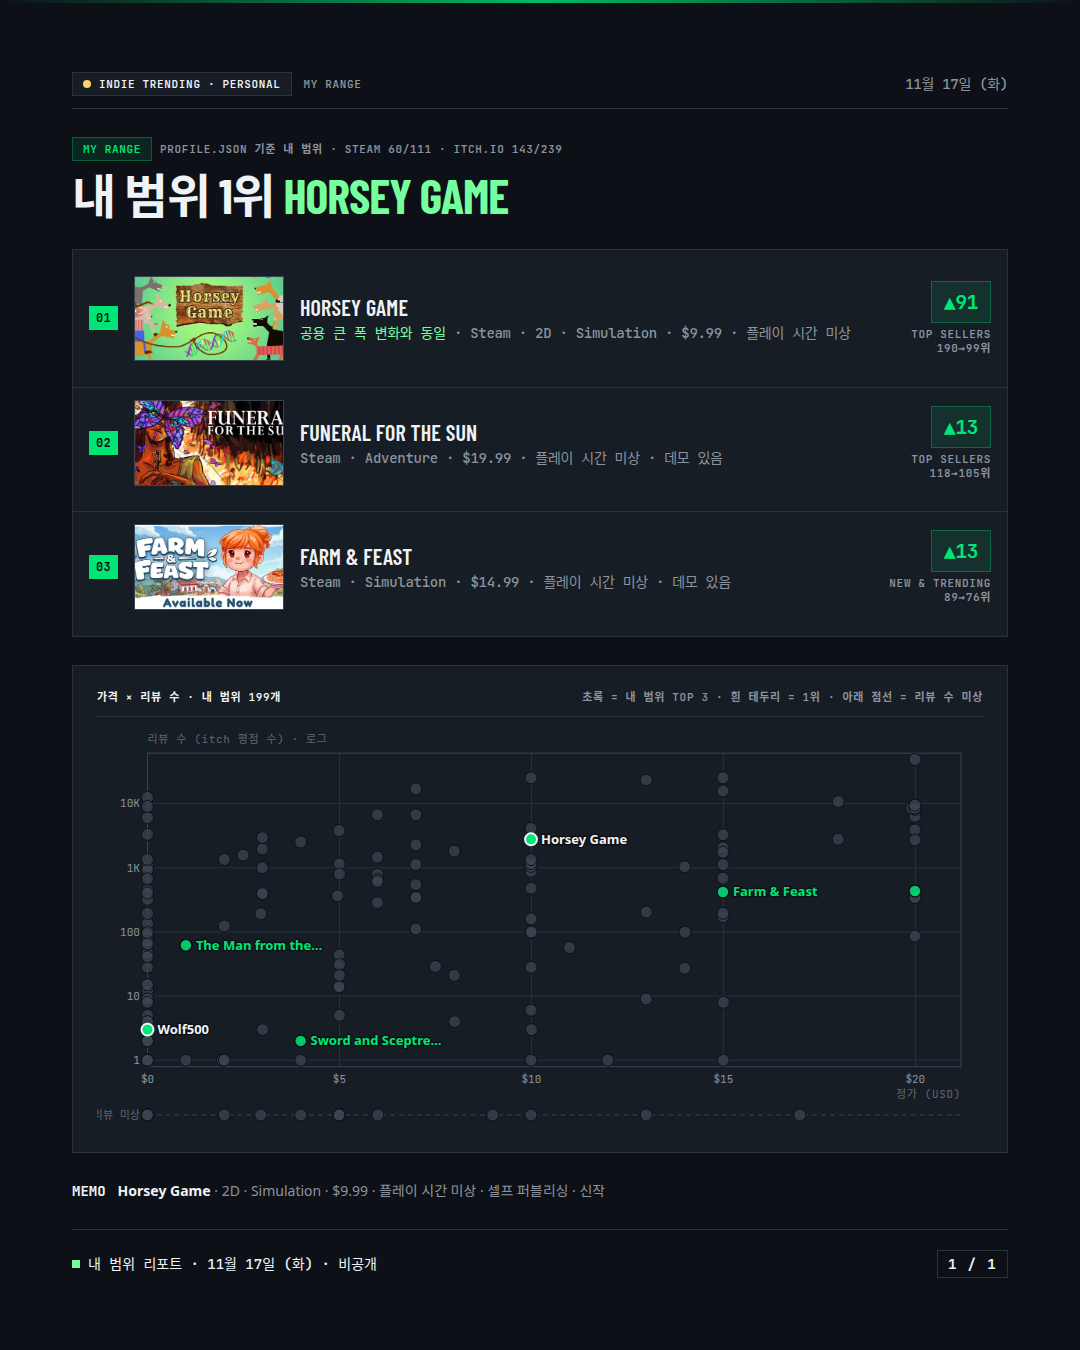 INDIE TRENDING · PERSONAL MY RANGE 11월 17일 (화)
MY RANGE PROFILE.JSON 기준 내 범위 · STEAM 60/111 · ITCH.IO 143/239
내 범위 1위 HORSEY GAME
01
Horsey
Game
HORSEY GAME
공용 큰 폭 변화와 동일 · Steam · 2D · Simulation · $9.99 · 플레이 시간 미상
▲91
TOP SELLERS
190→99위
02
FUNERA
FOR THE SU
FUNERAL FOR THE SUN
Steam · Adventure · $19.99 · 플레이 시간 미상 · 데모 있음
▲13
TOP SELLERS
118→105위
03
FARM
&
FEAST
Available Now
FARM & FEAST
Steam · Simulation · $14.99 · 플레이 시간 미상 · 데모 있음
▲13
NEW & TRENDING
89→76위
가격 × 리뷰 수 · 내 범위 199개 초록 = 내 범위 TOP 3 · 흰 테두리 = 1위 · 아래 점선 = 리뷰 수 미상
리뷰 수 (itch 평점 수) · 로그
10K
Horsey Game
1K
Farm & Feast
100
The Man from the…
10
Wolf500
Sword and Sceptre…
1
$0 $5 $10 $15 $20
정가 (USD)
리뷰 미상
MEMO Horsey Game · 2D · Simulation · $9.99 · 플레이 시간 미상 · 셀프 퍼블리싱 · 신작
내 범위 리포트 · 11월 17일 (화) · 비공개 1 / 1